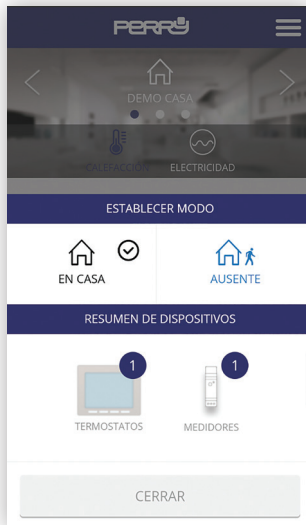 PERRY
DEMO CASA
CALEFACCIÓN ELECTRICIDAD
ESTABLECER MODO
EN CASA AUSENTE
RESUMEN DE DISPOSITIVOS
1 1
TERMOSTATOS MEDIDORES
CERRAR